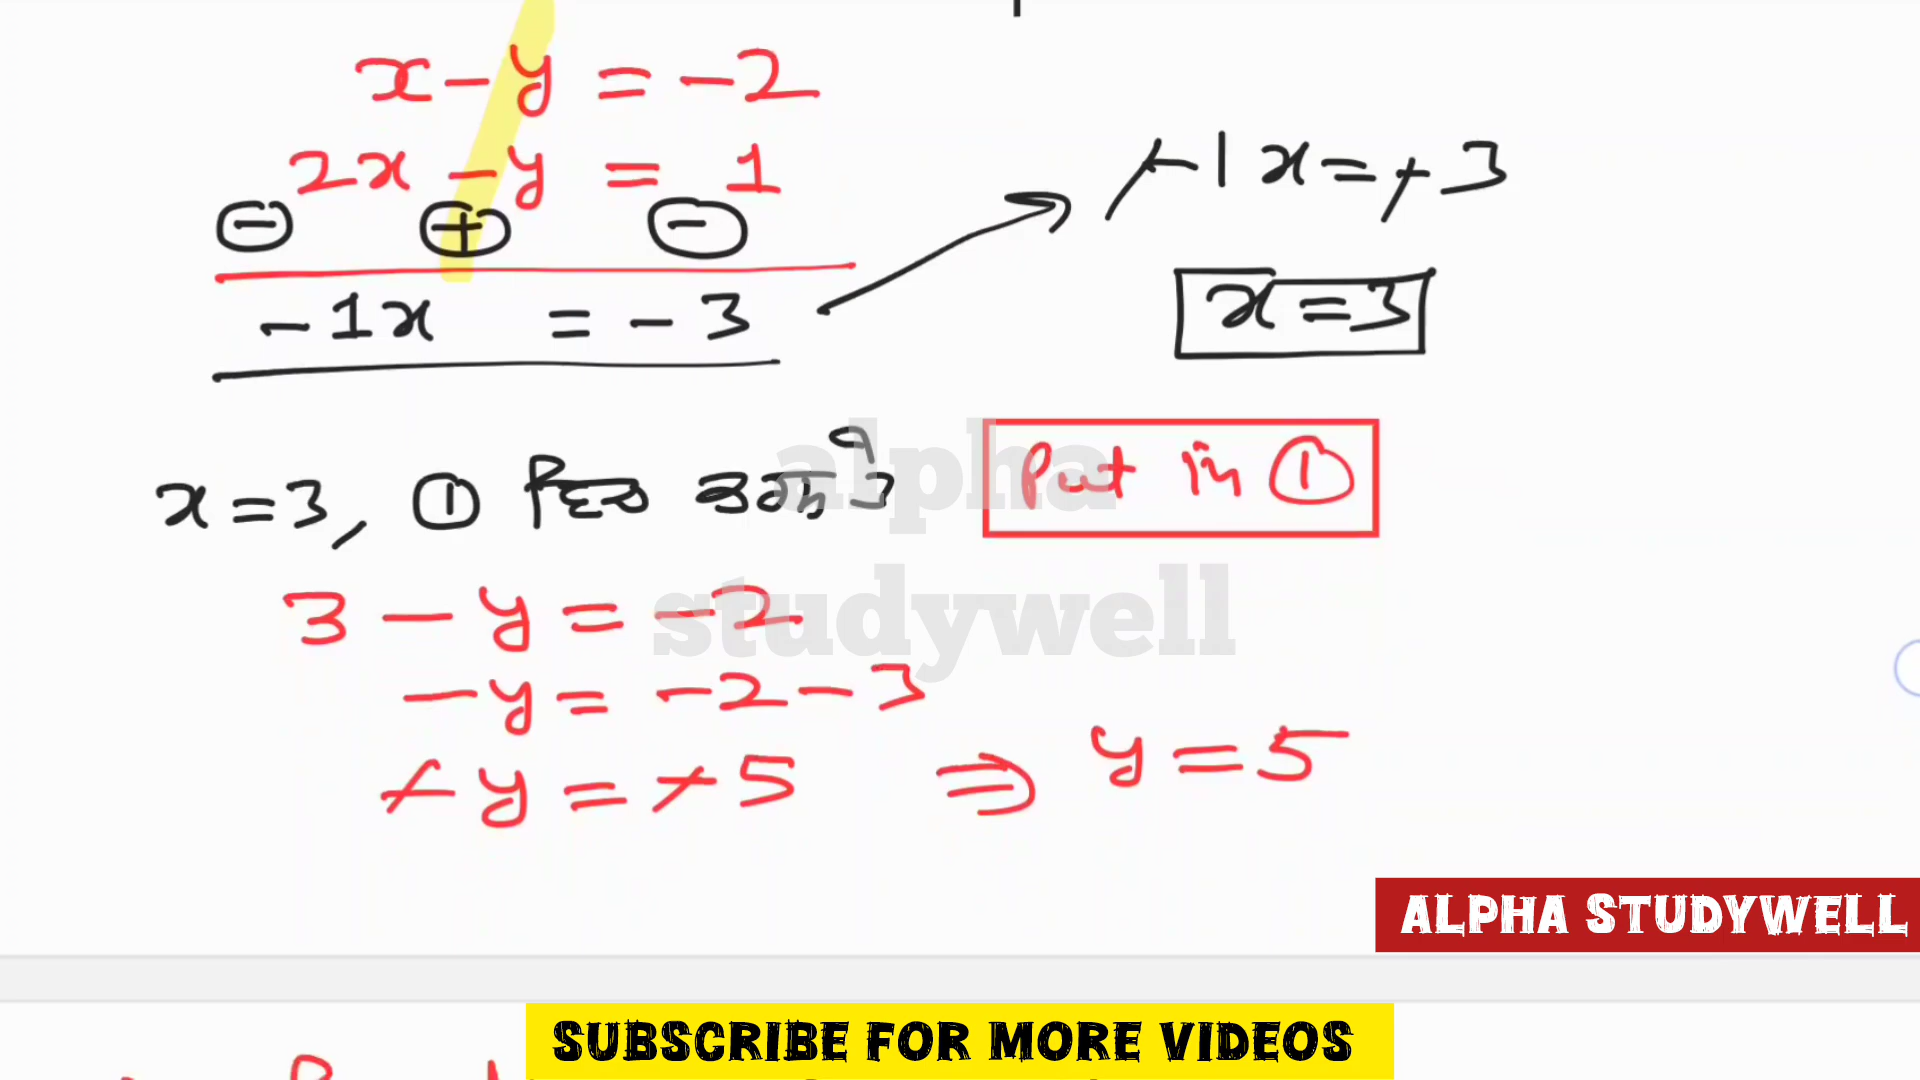 x - y = -2
2x - y = 1
⊖ ⊕ ⊖
-1x = -3
-1x = -3
x = 3
x = 3, ①
Put in ①
alpha
studywell
3 - y = -2
-y = -2 - 3
-y = -5 ⇒ y = 5
ALPHA STUDYWELL
SUBSCRIBE FOR MORE VIDEOS